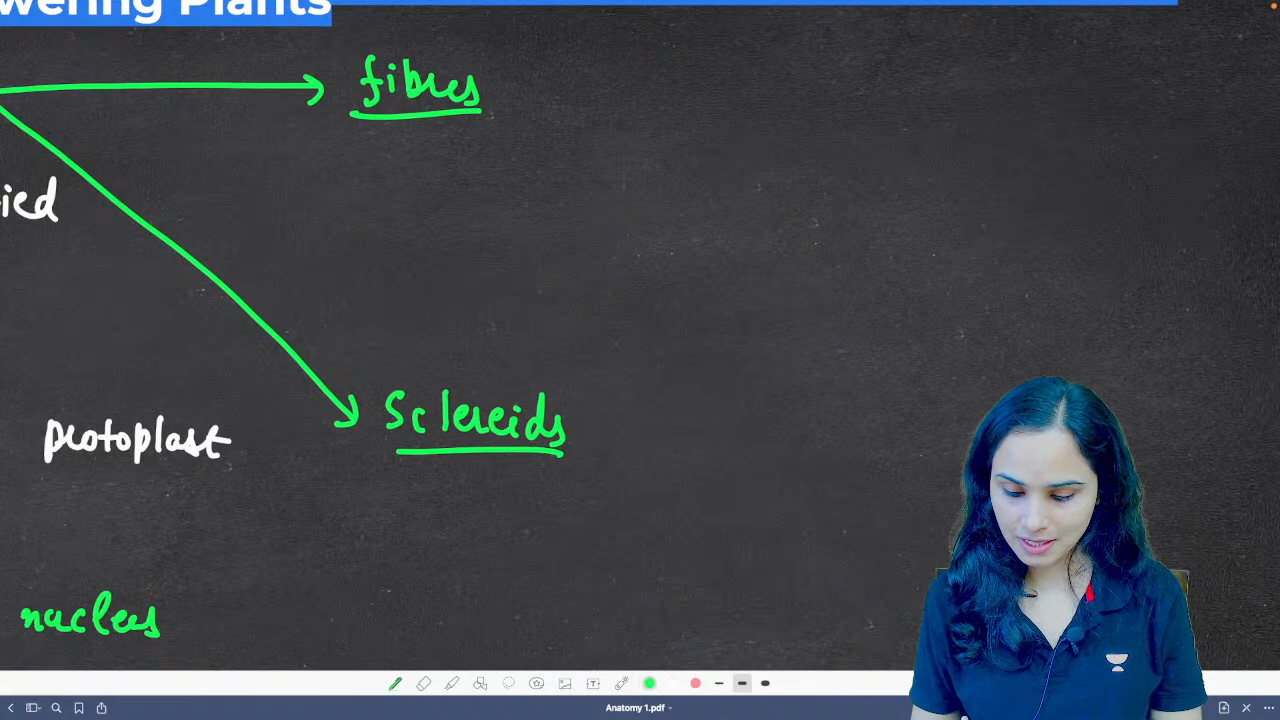 wering Plants
fibres
ied
Sclereids
protoplast
nucleus
Anatomy 1.pdf